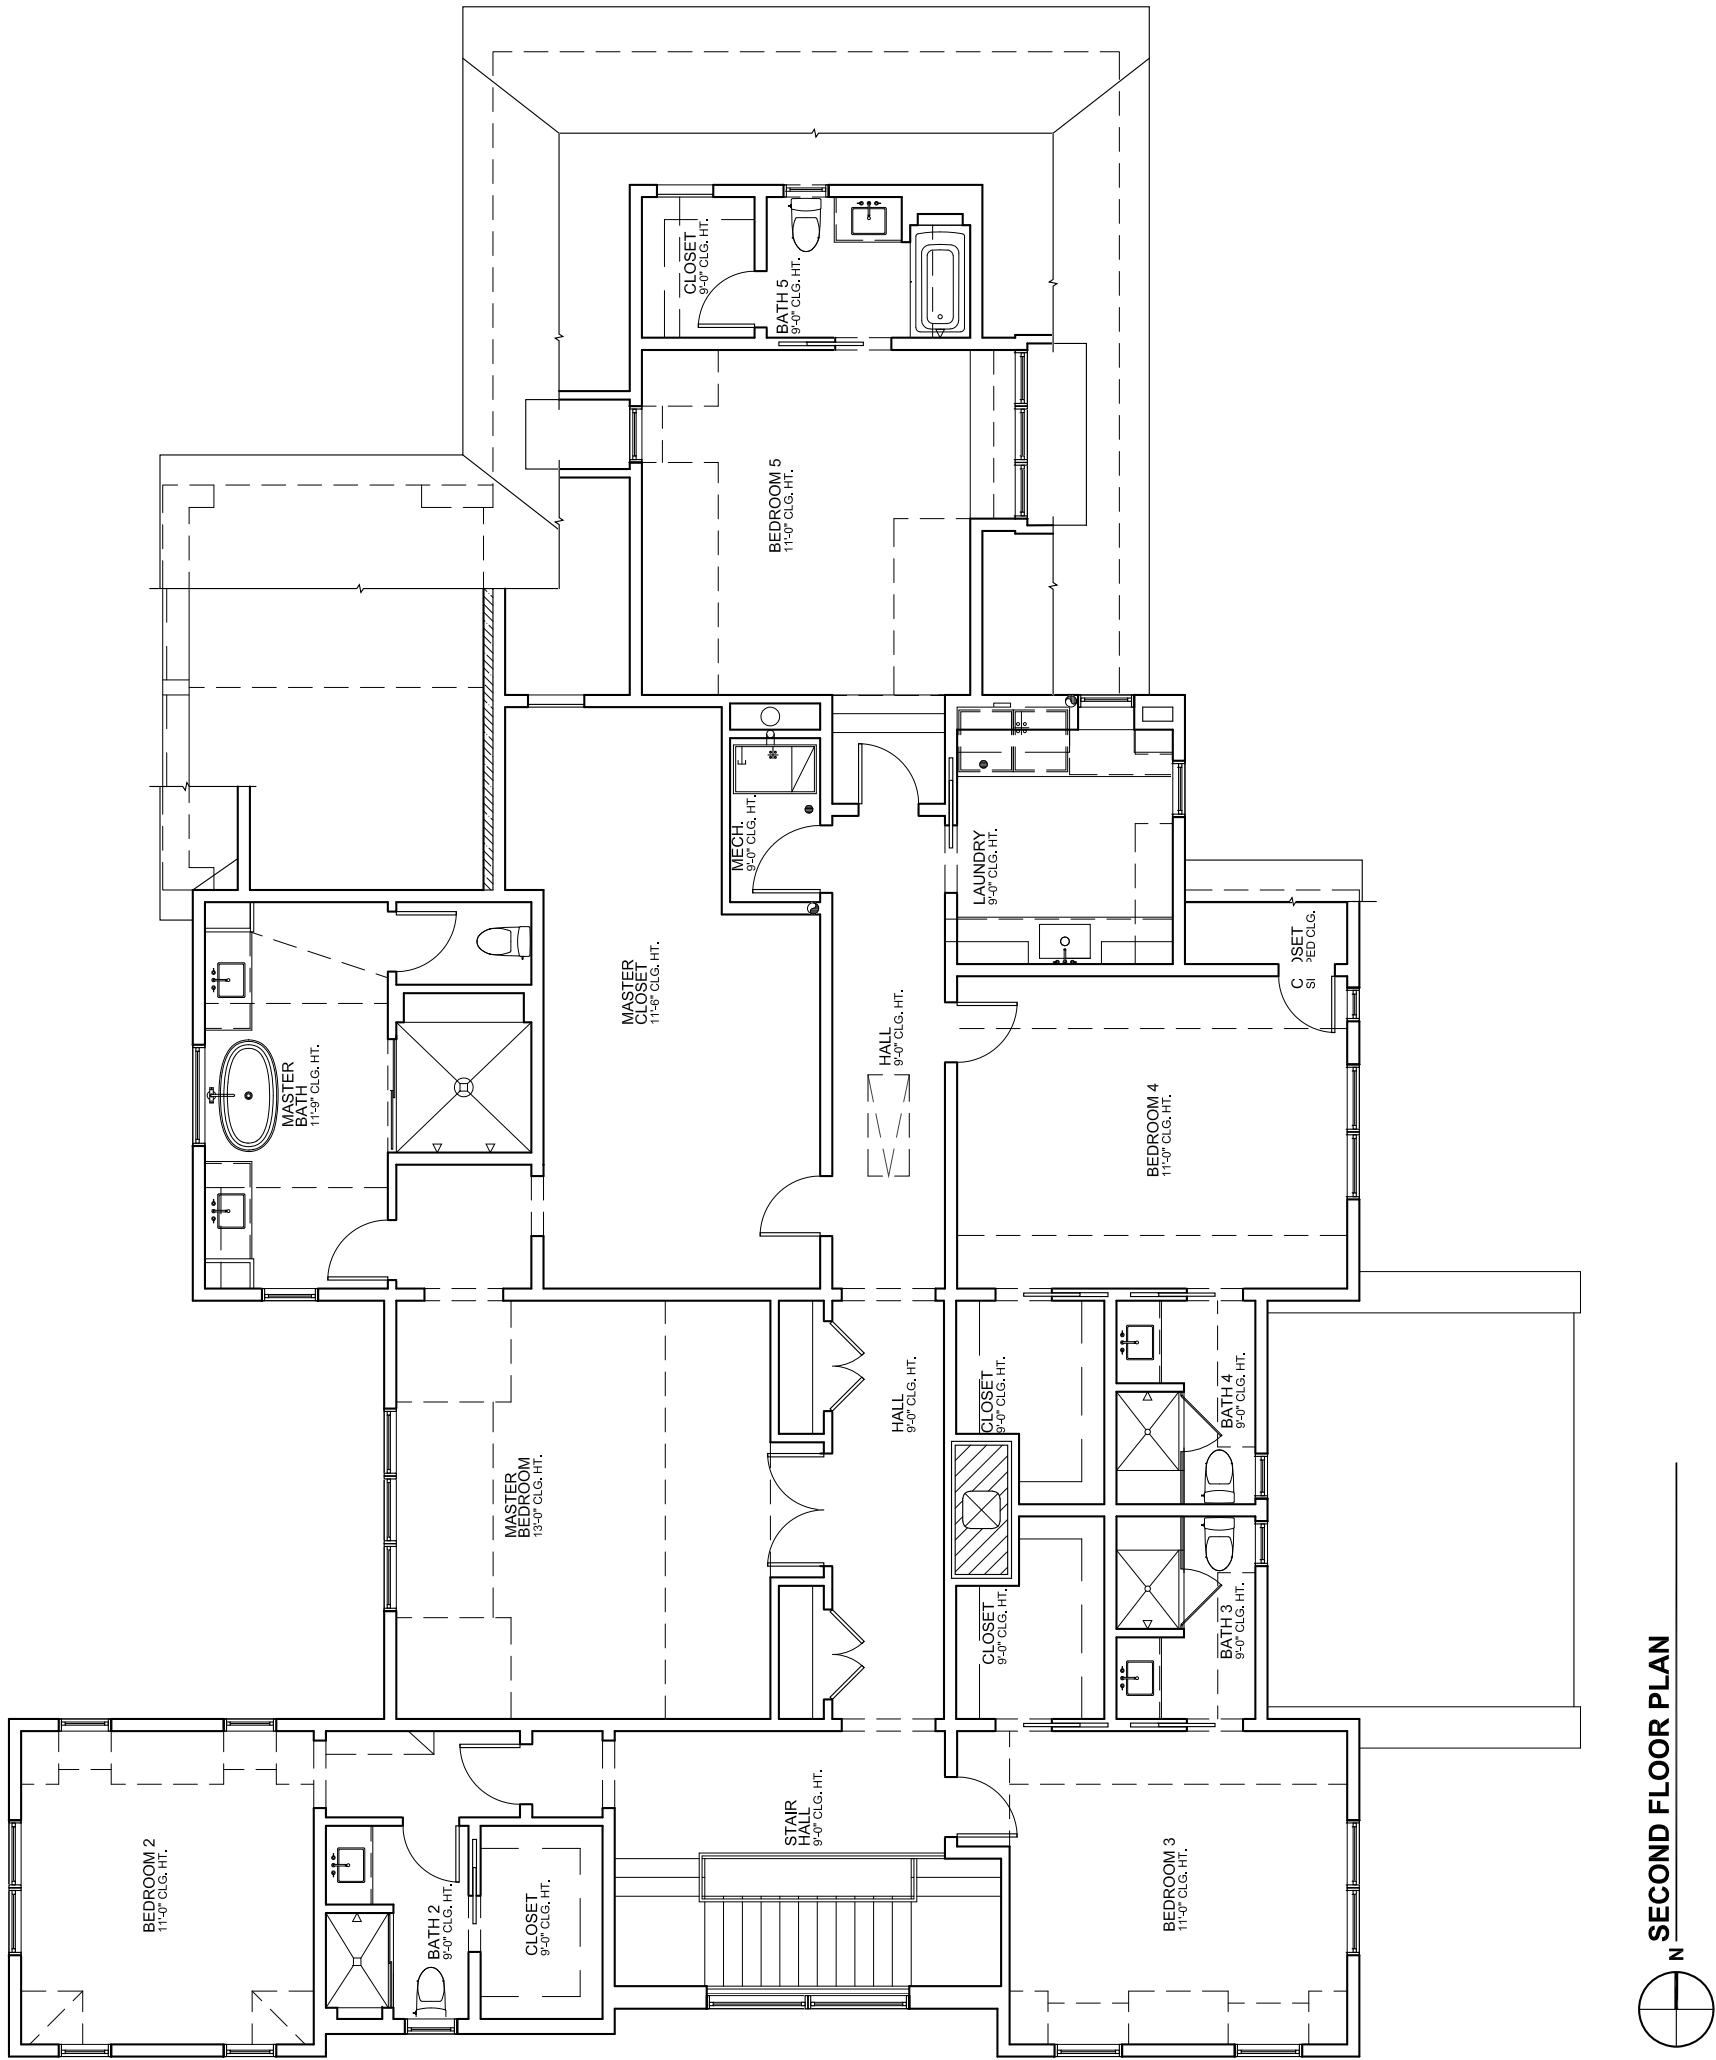 CLOSET
9'-0" CLG. HT.
BATH 5
9'-0" CLG. HT.
BEDROOM 5
11'-0" CLG. HT.
MECH.
9'-0" CLG. HT.
LAUNDRY
9'-0" CLG. HT.
C OSET
PED CLG.
MASTER
CLOSET
11'-6" CLG. HT.
HALL
9'-0" CLG. HT.
MASTER
BATH
11'-9" CLG. HT.
BEDROOM 4
11'-0" CLG. HT.
HALL
9'-0" CLG. HT.
CLOSET
9'-0" CLG. HT.
BATH 4
9'-0" CLG. HT.
MASTER
BEDROOM
13'-0" CLG. HT.
CLOSET
9'-0" CLG. HT.
BATH 3
9'-0" CLG. HT.
STAIR
HALL
9'-0" CLG. HT.
BEDROOM 2
11'-0" CLG. HT.
BATH 2
9'-0" CLG. HT.
CLOSET
9'-0" CLG. HT.
BEDROOM 3
11'-0" CLG. HT.
N
SECOND FLOOR PLAN